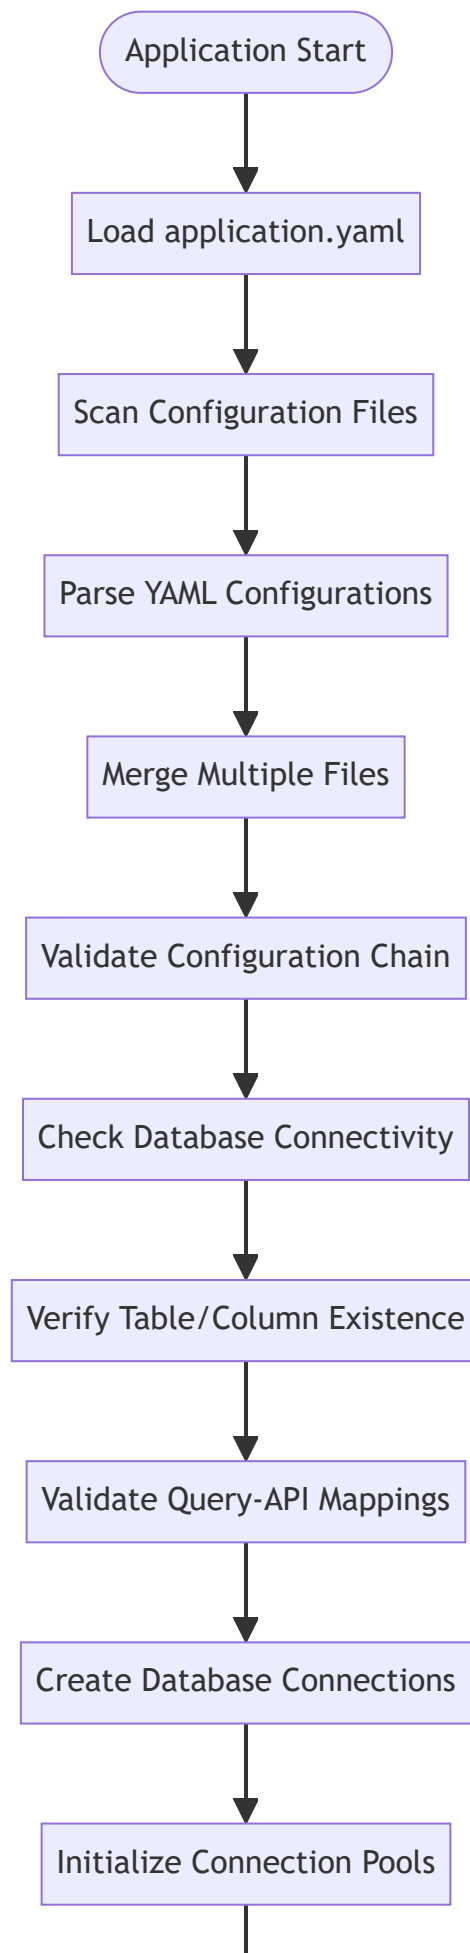 Application Start
Load application.yaml
Scan Configuration Files
Parse YAML Configurations
Merge Multiple Files
Validate Configuration Chain
Check Database Connectivity
Verify Table/Column Existence
Validate Query-API Mappings
Create Database Connections
Initialize Connection Pools